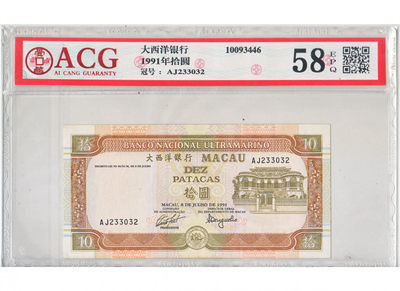 ACG
AI CANG GUARANTY
大西洋银行 10093446
1991年拾圆
冠号： AJ233032
58 EPQ
BANCO NACIONAL ULTRAMARINO
10
大西洋銀行 MACAU
AJ233032
DEZ
PATACAS
拾圓
MACAU, 8 DE JULHO DE 1991
AJ233032
10